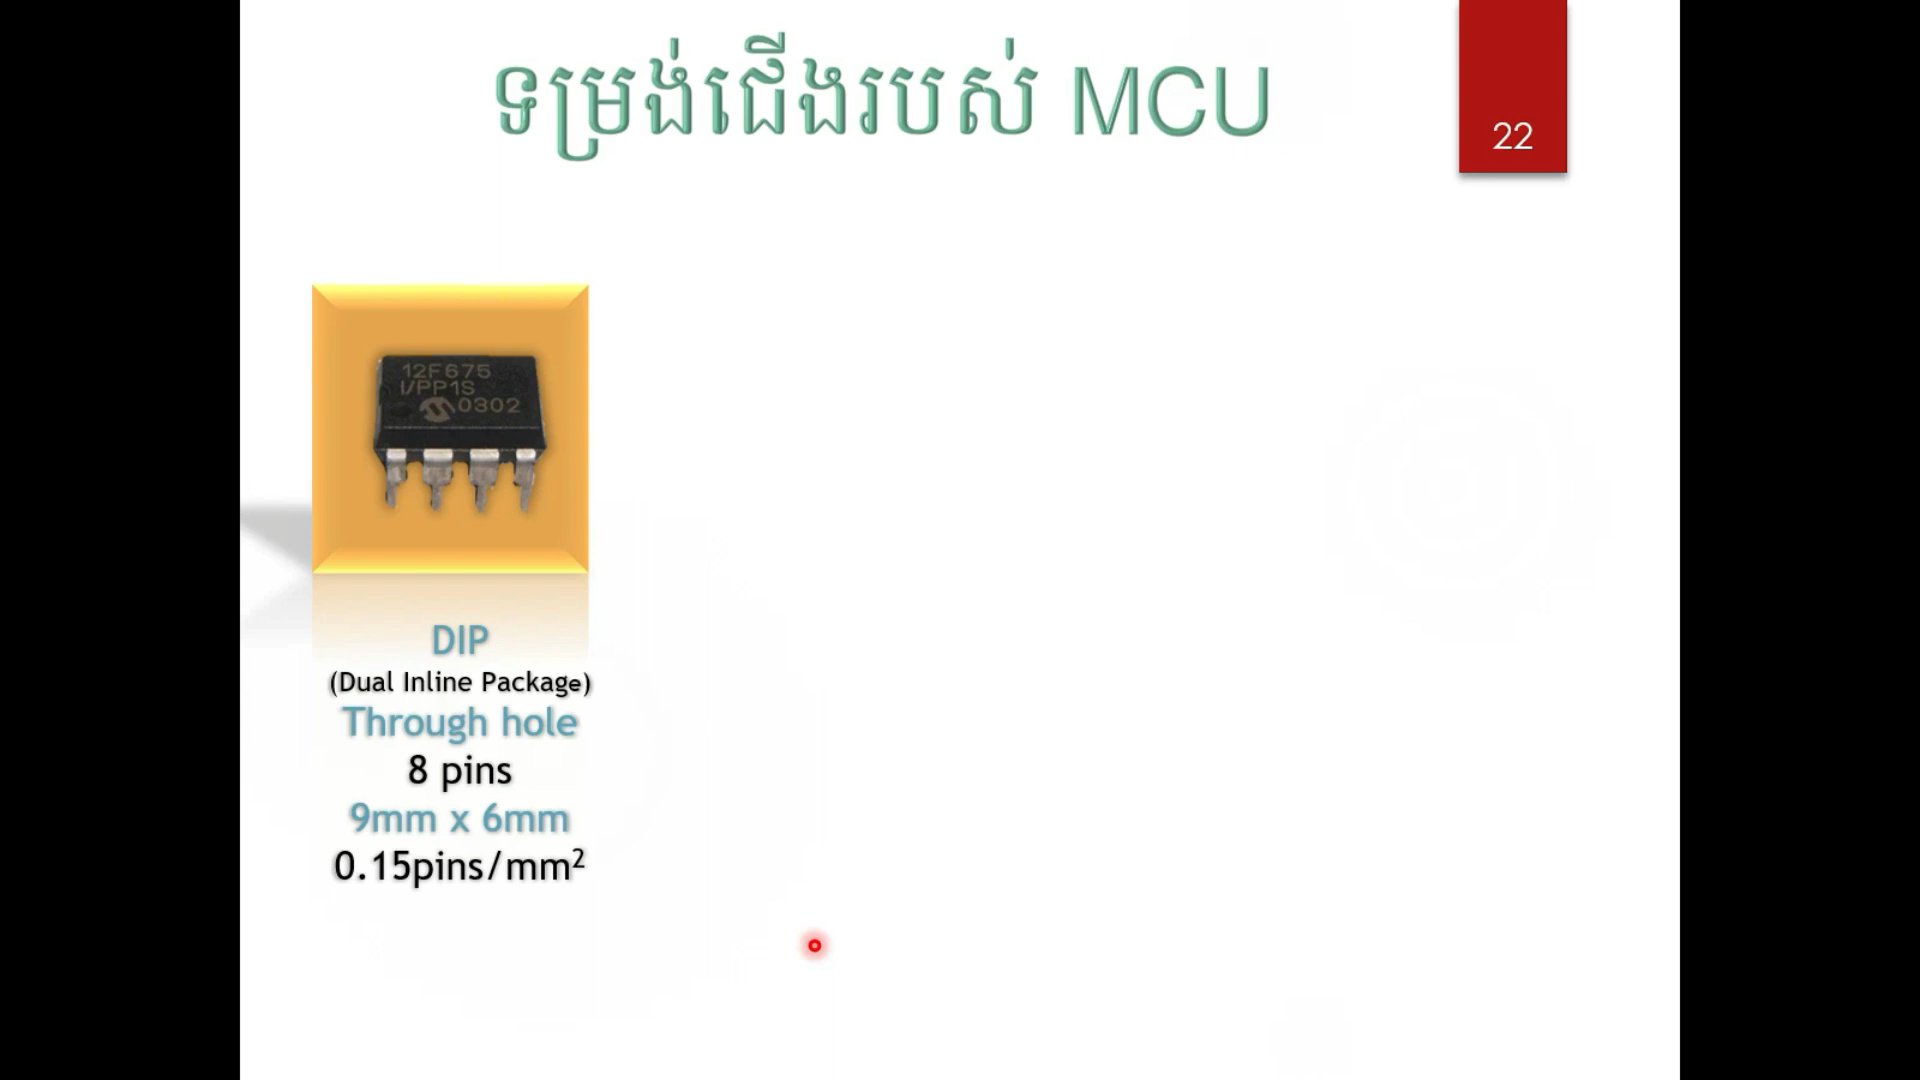 ទម្រង់ជើងរបស់ MCU
22
12F675
I/PP1S
0302
DIP
(Dual Inline Package)
Through hole
8 pins
9mm x 6mm
0.15pins/mm²